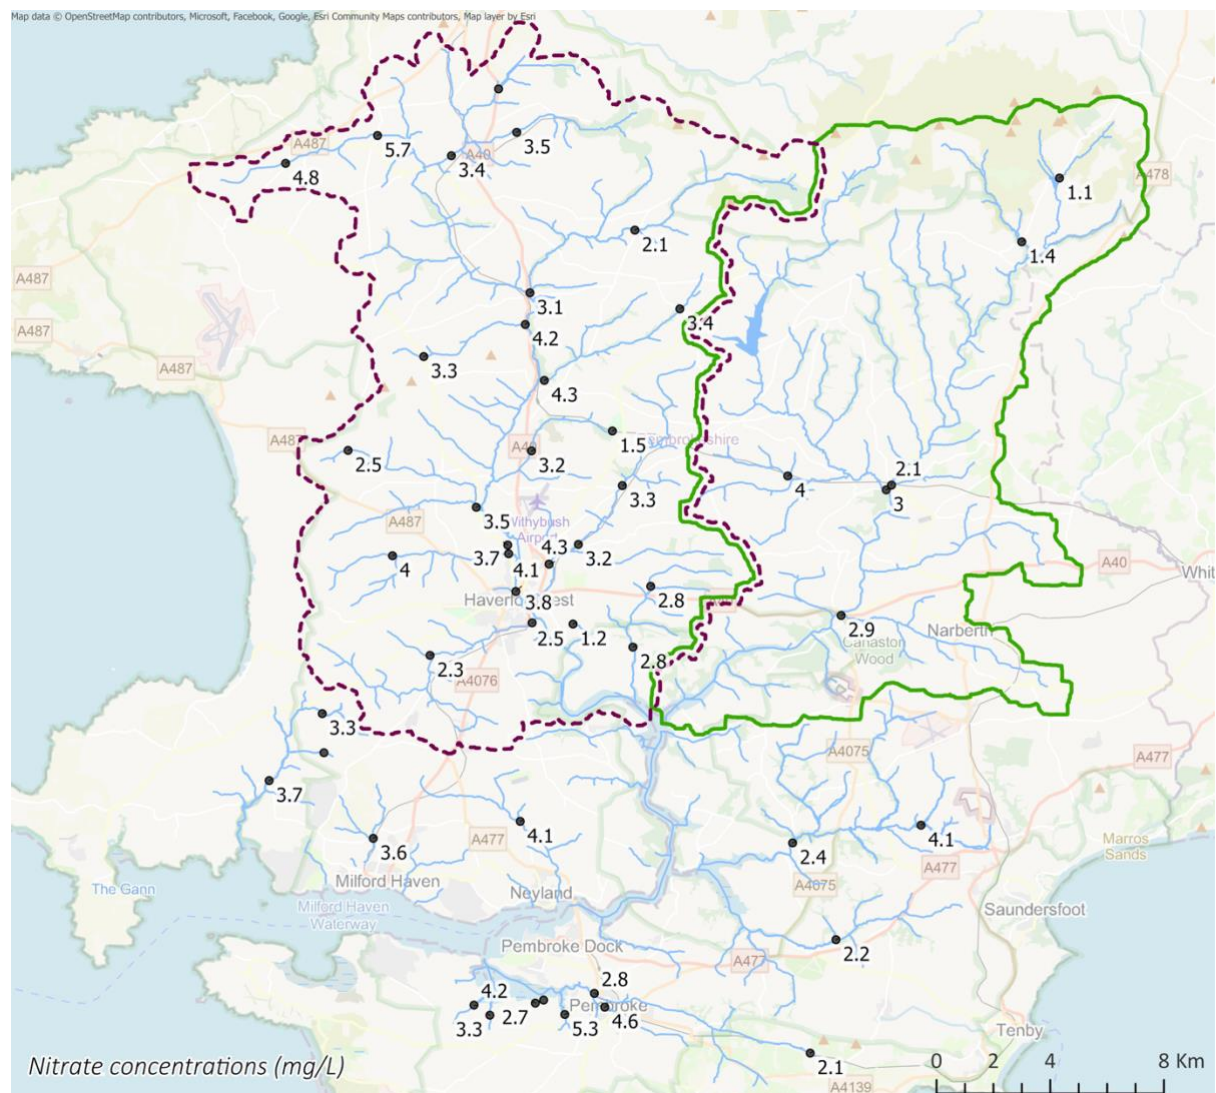 Map data © OpenStreetMap contributors, Microsoft, Facebook, Google, Esri Community Maps contributors, Map layer by Esri
A487
5.7
3.5
A40
3.4
4.8
A478
1.1
2.1
1.4
A487
3.1
3.4
A487
4.2
3.3
A487
4.3
A487
1.5
Pembrokeshire
A40
3.2
2.5
2.1
4
3
3.3
3.5
A487
Withybush
Airport
4.3
3.7
3.2
4
4.1
A40
Whit
2.8
3.8
Haverfordwest
2.5
1.2
2.9
Narberth
Canaston
Wood
2.3
2.8
A4076
3.3
A4075
A477
3.7
4.1
A477
4.1
3.6
2.4
Marros
Sands
A477
Milford Haven
A4075
The Gann
Neyland
Milford Haven
Waterway
Saundersfoot
Pembroke Dock
2.2
A477
2.8
4.2
Pembroke
3.3
2.7
5.3
4.6
Tenby
2.1
Nitrate concentrations (mg/L)
0 2 4 8 Km
A4139